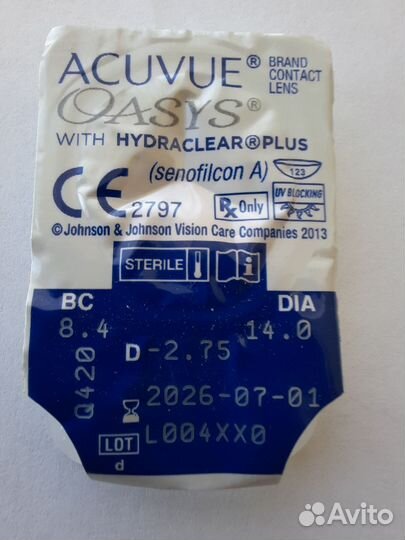 ACUVUE® BRAND CONTACT LENS
OASYS®
WITH HYDRACLEAR®PLUS
(senofilcon A) 123
CE 2797 Rx Only UV BLOCKING
©Johnson & Johnson Vision Care Companies 2013
STERILE i
BC DIA
8.4 14.0
Q420 D -2.75
2026-07-01
LOT L004XX0
d
Avito